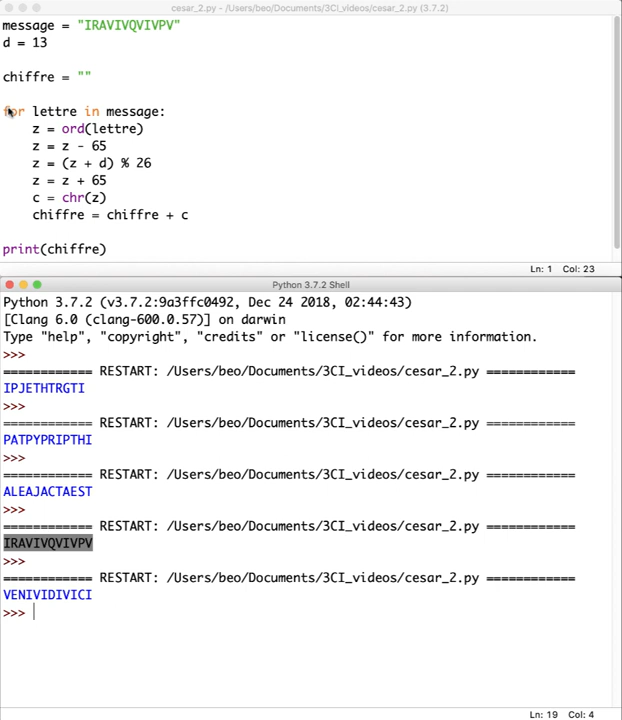 cesar_2.py - /Users/beo/Documents/3CI_videos/cesar_2.py (3.7.2)
message = "IRAVIVQVIVPV"
d = 13
chiffre = ""
for lettre in message:
z = ord(lettre)
z = z - 65
z = (z + d) % 26
z = z + 65
c = chr(z)
chiffre = chiffre + c
print(chiffre)
Ln: 1 Col: 23
Python 3.7.2 Shell
Python 3.7.2 (v3.7.2:9a3ffc0492, Dec 24 2018, 02:44:43)
[Clang 6.0 (clang-600.0.57)] on darwin
Type "help", "copyright", "credits" or "license()" for more information.
>>>
============ RESTART: /Users/beo/Documents/3CI_videos/cesar_2.py ============
IPJETHTRGTI
>>>
============ RESTART: /Users/beo/Documents/3CI_videos/cesar_2.py ============
PATPYPRIPTHI
>>>
============ RESTART: /Users/beo/Documents/3CI_videos/cesar_2.py ============
ALEAJACTAEST
>>>
============ RESTART: /Users/beo/Documents/3CI_videos/cesar_2.py ============
IRAVIVQVIVPV
>>>
============ RESTART: /Users/beo/Documents/3CI_videos/cesar_2.py ============
VENIVIDIVICI
>>>
Ln: 19 Col: 4